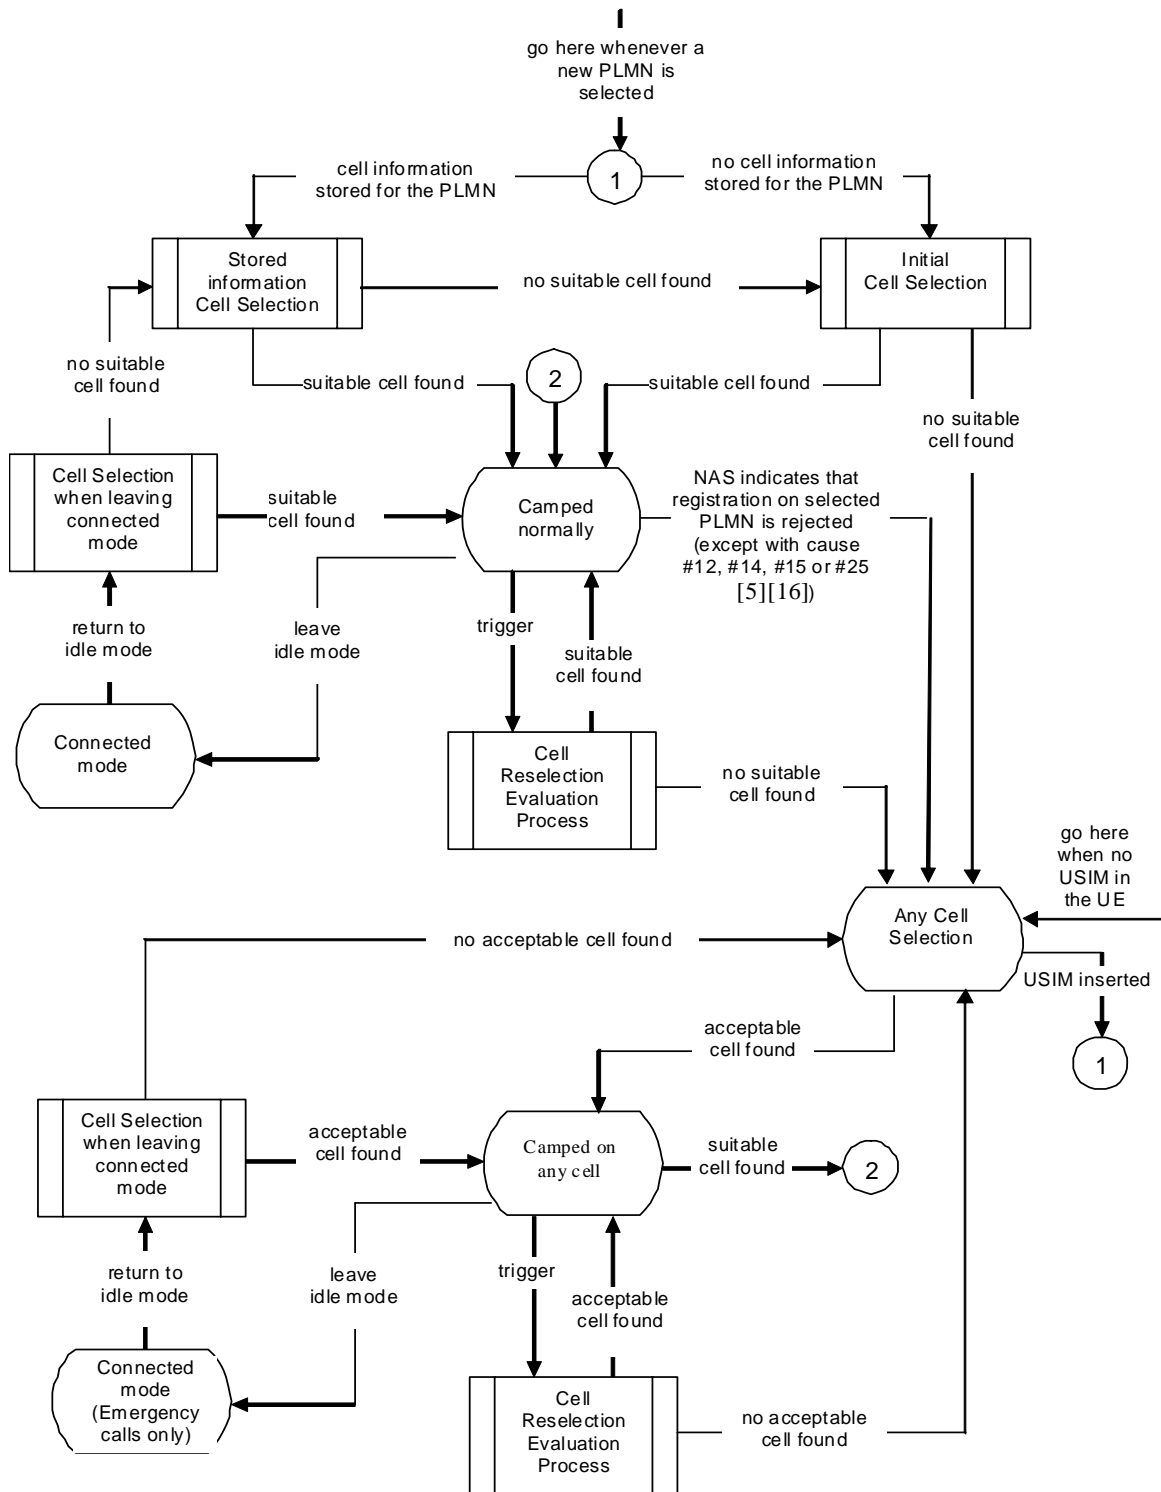 go here whenever a
new PLMN is
selected
1
cell information
stored for the PLMN
no cell information
stored for the PLMN
Stored
information
Cell Selection
no suitable cell found
Initial
Cell Selection
no suitable
cell found
suitable cell found
2
suitable cell found
no suitable
cell found
Cell Selection
when leaving
connected
mode
suitable
cell found
Camped
normally
NAS indicates that
registration on selected
PLMN is rejected
(except with cause
#12, #14, #15 or #25
[5][16])
return to
idle mode
leave
idle mode
trigger
suitable
cell found
Connected
mode
Cell
Reselection
Evaluation
Process
no suitable
cell found
go here
when no
USIM in
the UE
Any Cell
Selection
no acceptable cell found
USIM inserted
1
acceptable
cell found
Cell Selection
when leaving
connected
mode
acceptable
cell found
Camped on
any cell
suitable
cell found
2
return to
idle mode
leave
idle mode
trigger
acceptable
cell found
Connected
mode
(Emergency
calls only)
Cell
Reselection
Evaluation
Process
no acceptable
cell found